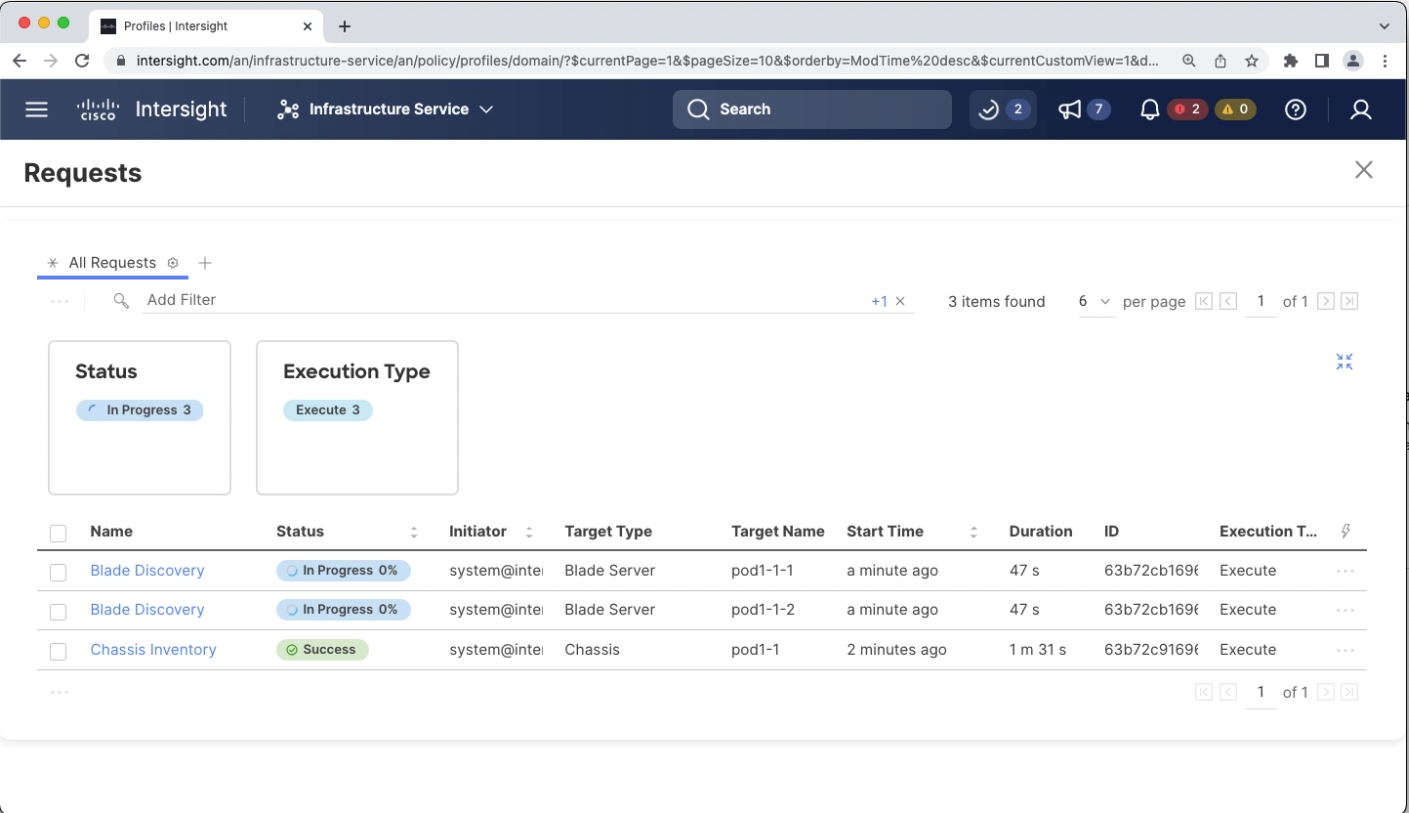 Profiles | Intersight
intersight.com/an/infrastructure-service/an/policy/profiles/domain/?$currentPage=1&$pageSize=10&$orderby=ModTime%20desc&$currentCustomView=1&d...
cisco Intersight Infrastructure Service Search 2 7 2 0
Requests
All Requests
Add Filter +1 3 items found 6 per page 1 of 1
Status Execution Type
In Progress 3 Execute 3
Name Status Initiator Target Type Target Name Start Time Duration ID Execution T...
Blade Discovery In Progress 0% system@inter Blade Server pod1-1-1 a minute ago 47 s 63b72cb1696 Execute
Blade Discovery In Progress 0% system@inter Blade Server pod1-1-2 a minute ago 47 s 63b72cb1696 Execute
Chassis Inventory Success system@inter Chassis pod1-1 2 minutes ago 1 m 31 s 63b72c91696 Execute
1 of 1